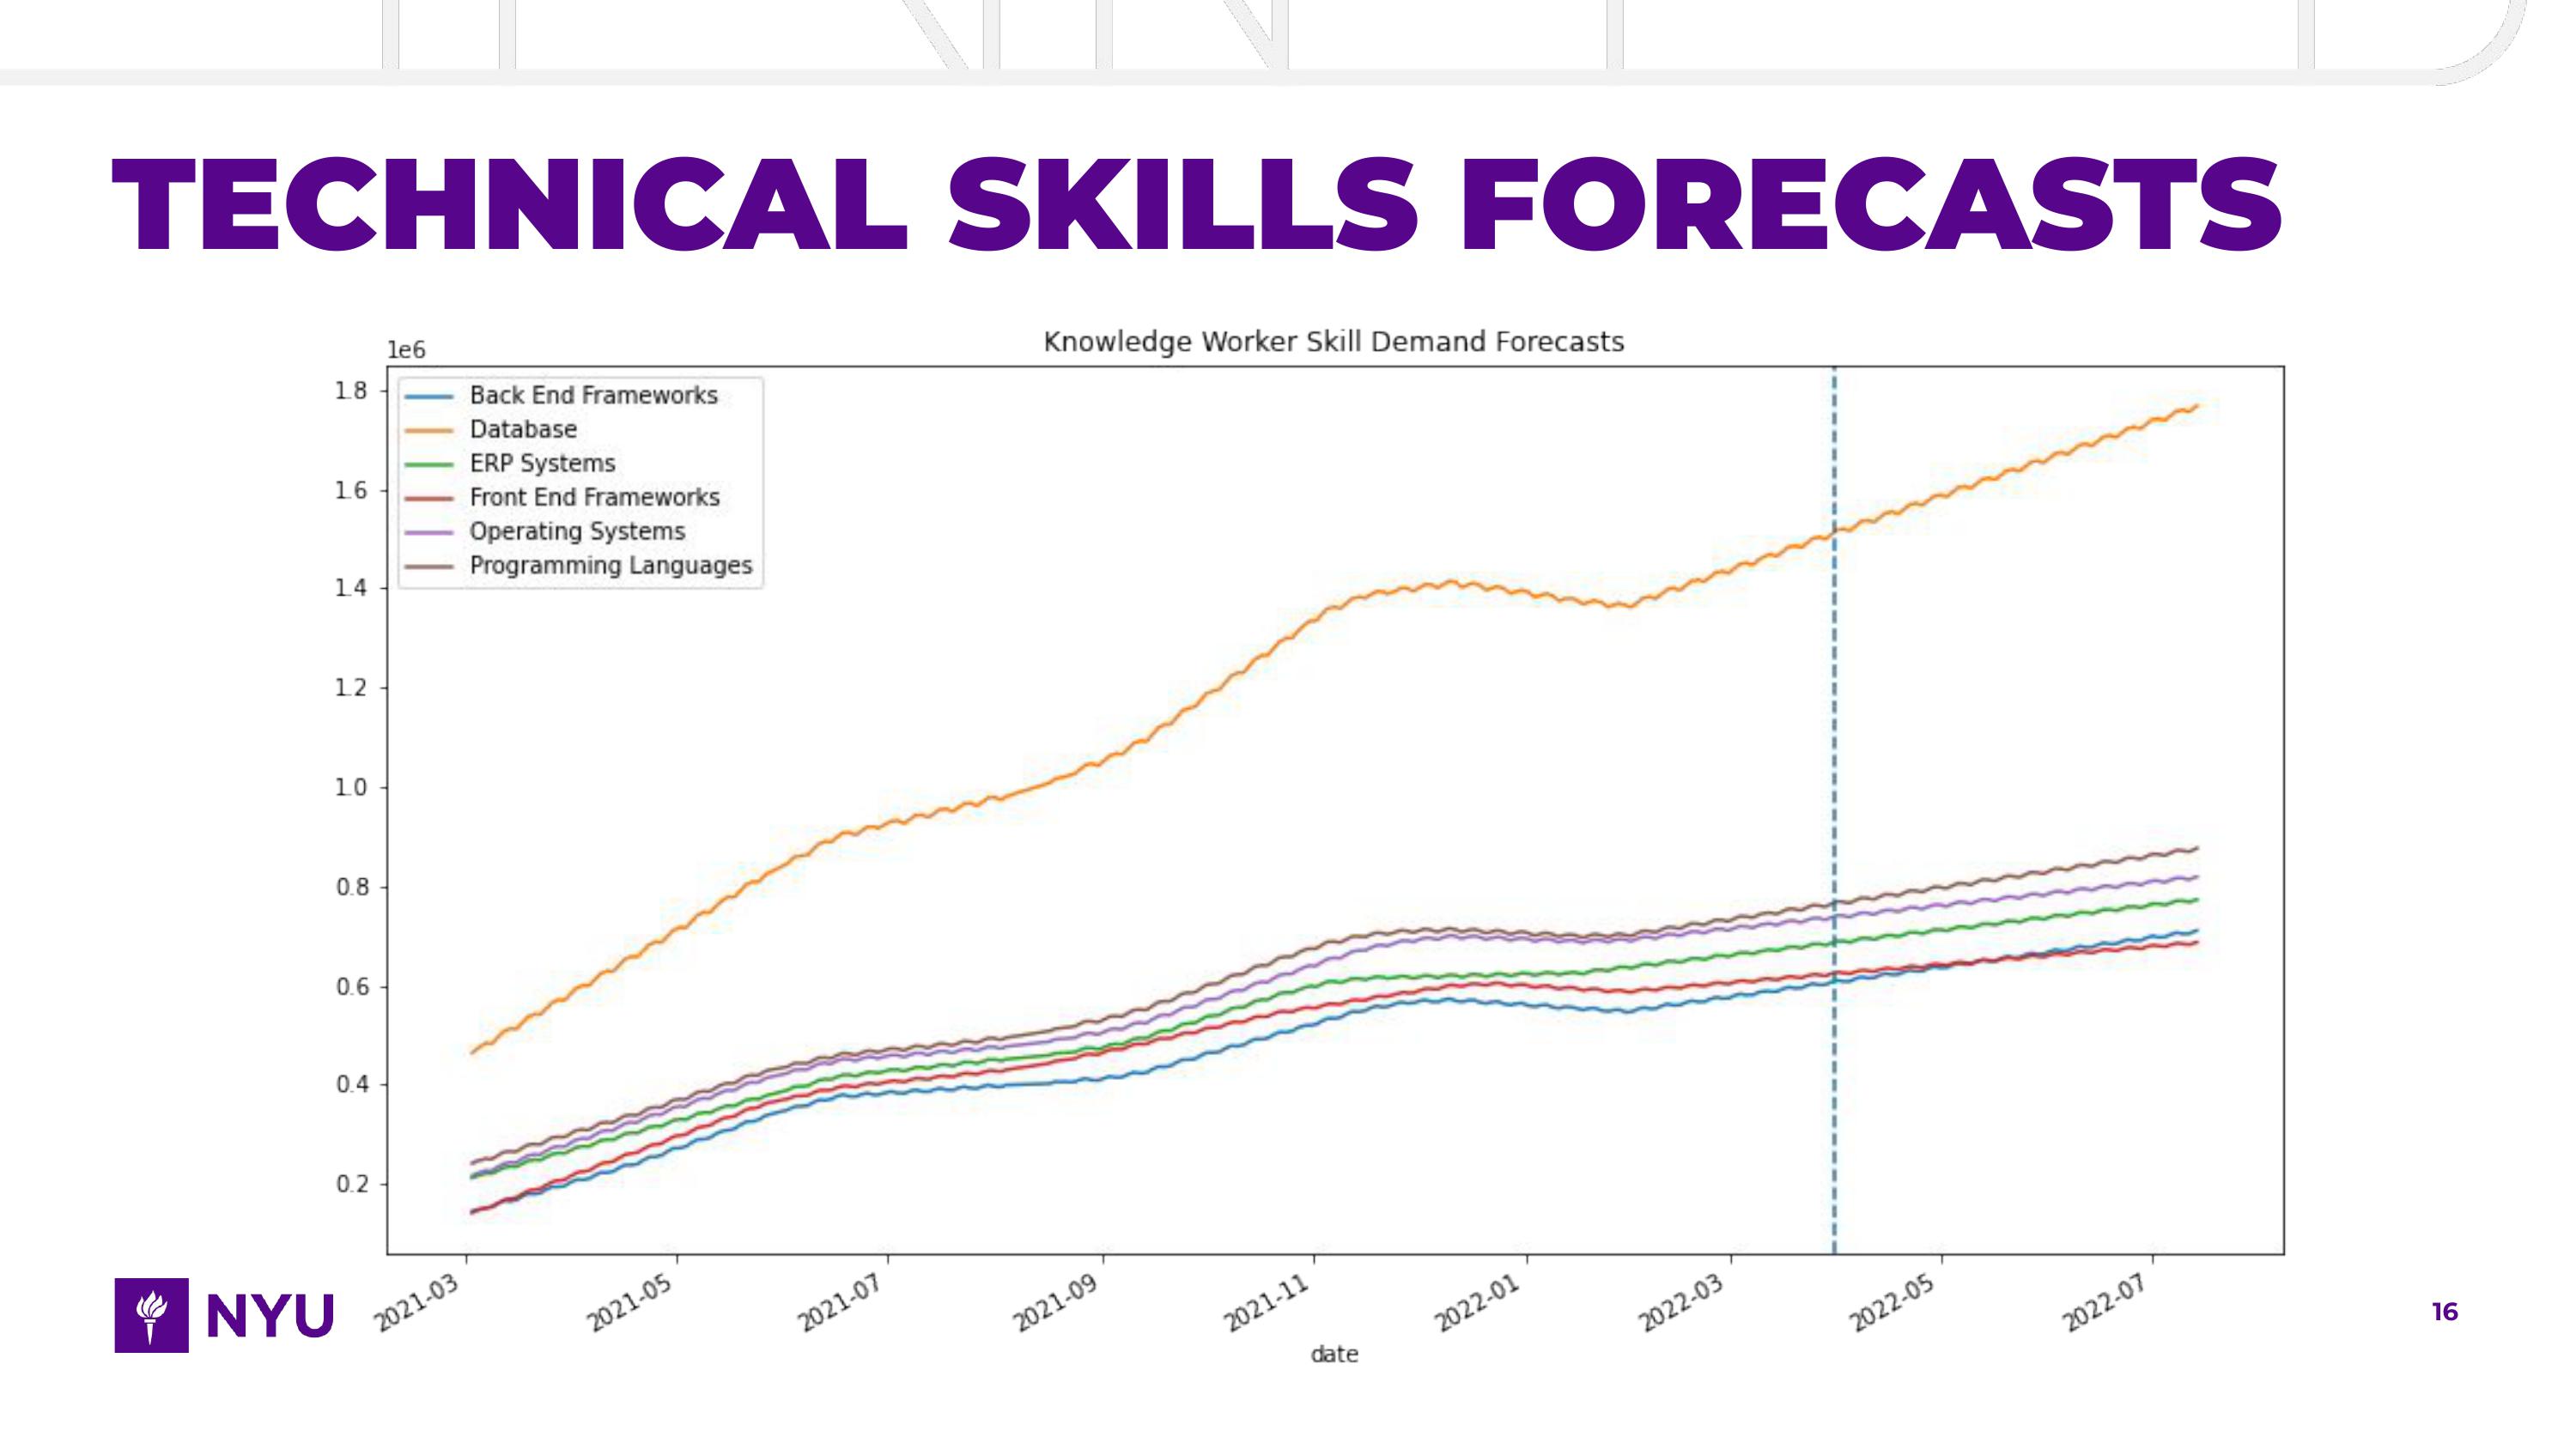 TECHNICAL SKILLS FORECASTS
Knowledge Worker Skill Demand Forecasts
1e6
1.8
1.6
1.4
1.2
1.0
0.8
0.6
0.4
0.2
Back End Frameworks
Database
ERP Systems
Front End Frameworks
Operating Systems
Programming Languages
2021-03
2021-05
2021-07
2021-09
2021-11
2022-01
2022-03
2022-05
2022-07
date
NYU
16